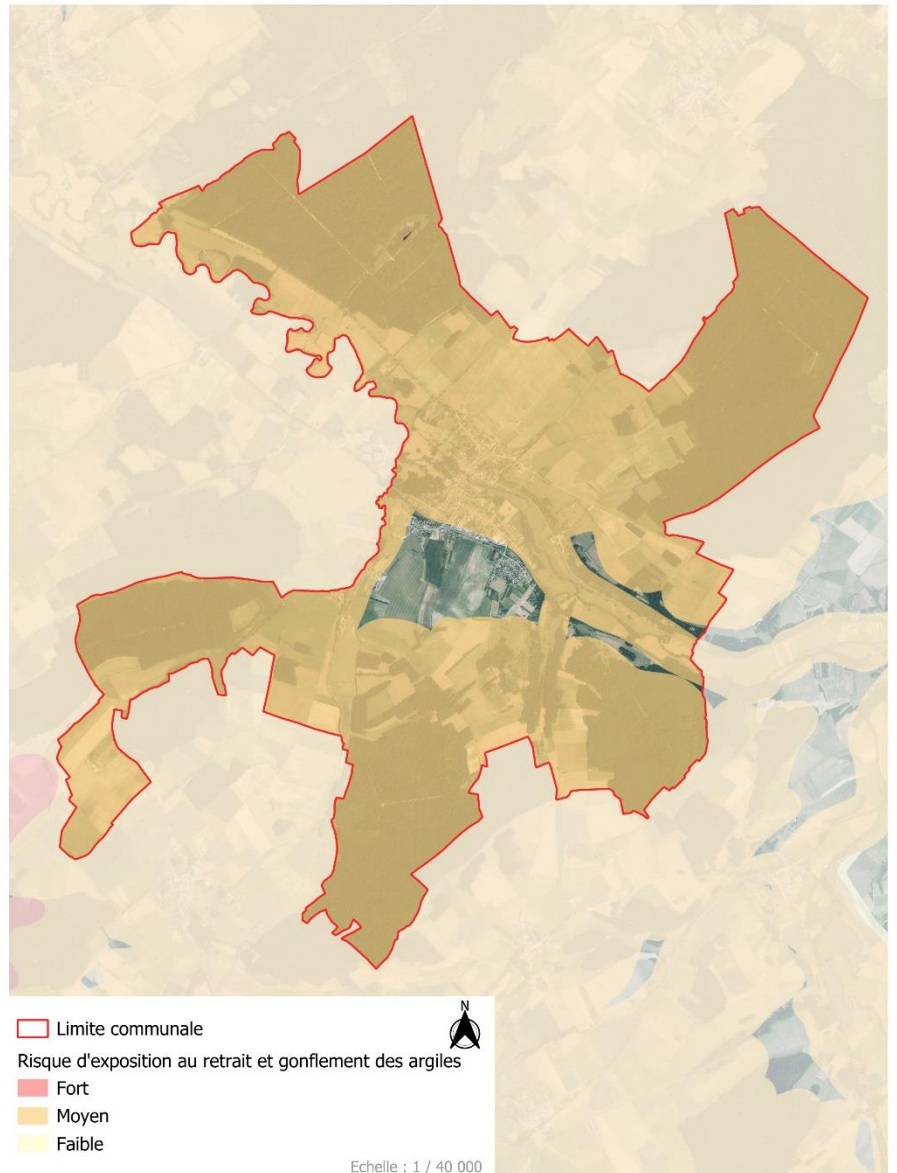 N
Limite communale
Risque d'exposition au retrait et gonflement des argiles
Fort
Moyen
Faible
Echelle : 1 / 40 000